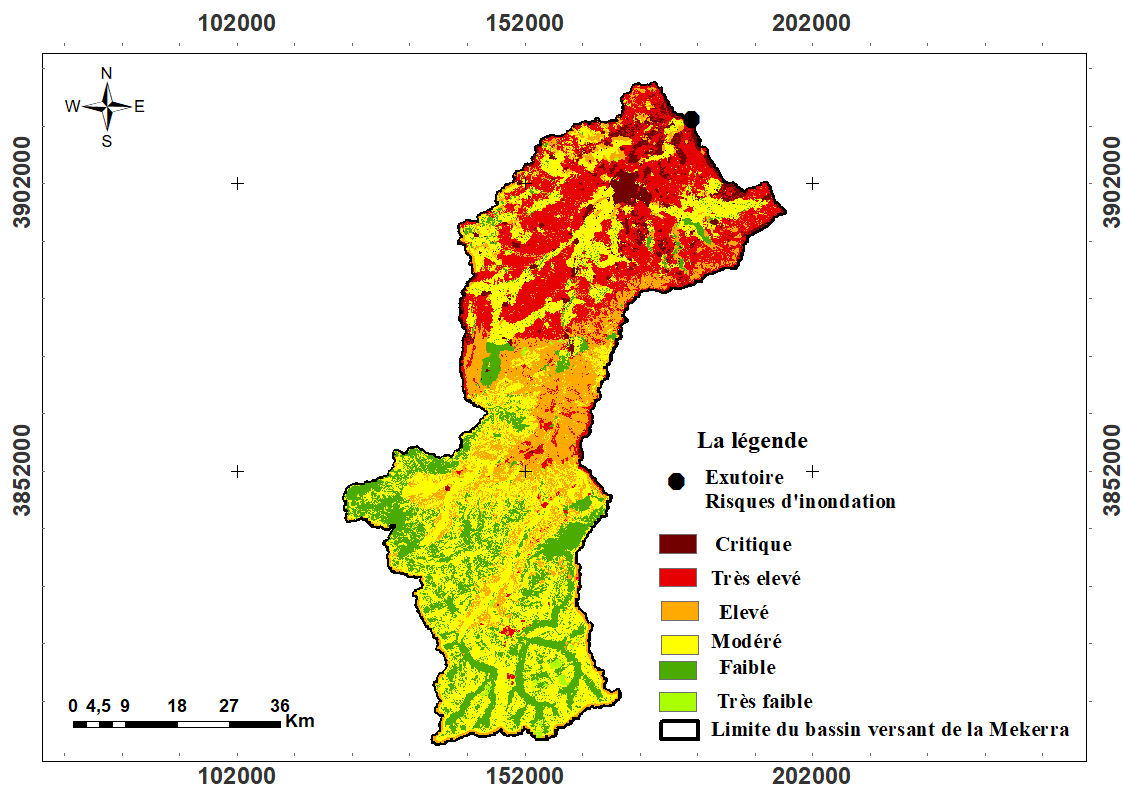 102000 152000 202000
N
W E
S
3902000 3902000
3852000 3852000
La légende
Exutoire
Risques d'inondation
Critique
Très elevé
Elevé
Modéré
Faible
Très faible
Limite du bassin versant de la Mekerra
0 4,5 9 18 27 36
Km
102000 152000 202000